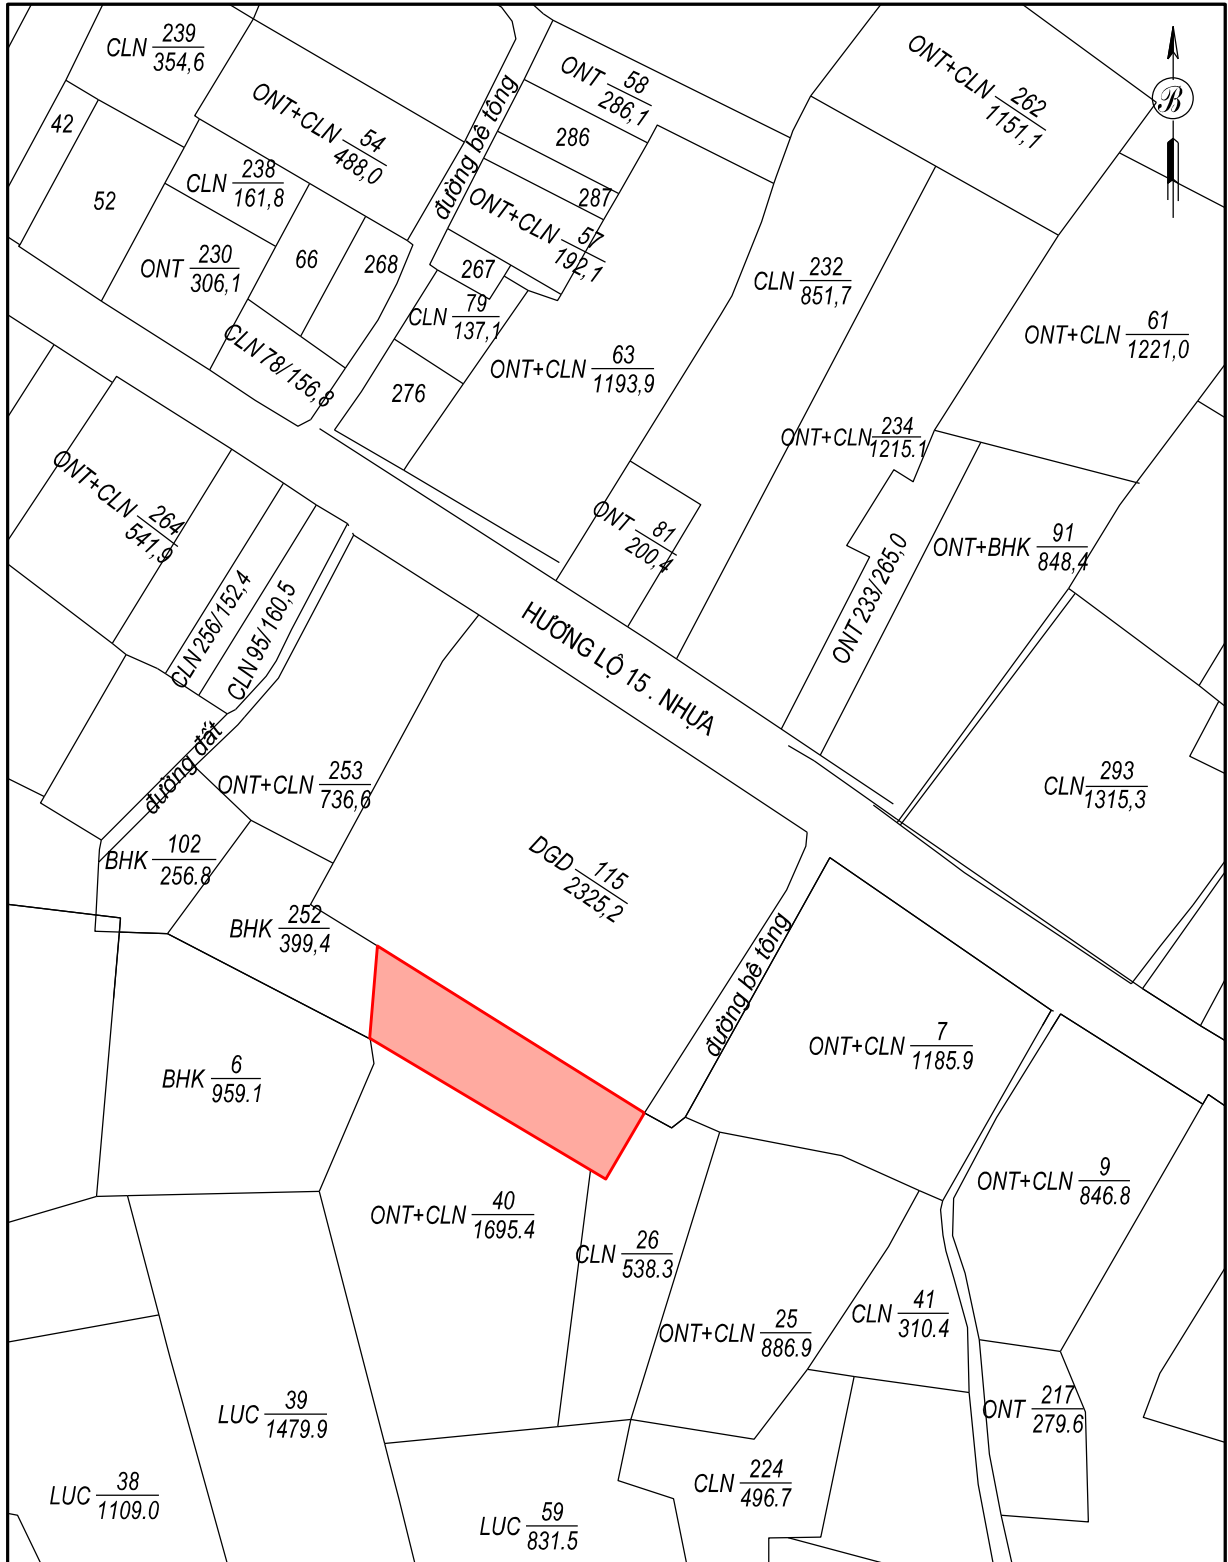 CLN 239
354,6
ONT+CLN 54
488,0
ONT 58
286,1
ONT+CLN 262
1151,1
B
42
52
286
287
CLN 238
161,8
ONT+CLN 57
192,1
đường bê tông
ONT 230
306,1
66
268
267
CLN 79
137,1
CLN 232
851,7
ONT+CLN 61
1221,0
CLN 78/156,8
276
ONT+CLN 63
1193,9
ONT+CLN 234
1215.1
ONT+CLN 264
541,9
ONT 81
200,4
ONT 233/265,0
ONT+BHK 91
848,4
CLN 256/152,4
CLN 95/160,5
HƯƠNG LỘ 15 . NHỰA
đường đất
ONT+CLN 253
736,6
CLN 293
1315,3
BHK 102
256.8
DGD 115
2325,2
BHK 252
399,4
đường bê tông
ONT+CLN 7
1185.9
BHK 6
959.1
ONT+CLN 9
846.8
ONT+CLN 40
1695.4
CLN 26
538.3
ONT+CLN 25
886.9
CLN 41
310.4
LUC 39
1479.9
ONT 217
279.6
LUC 38
1109.0
CLN 224
496.7
LUC 59
831.5